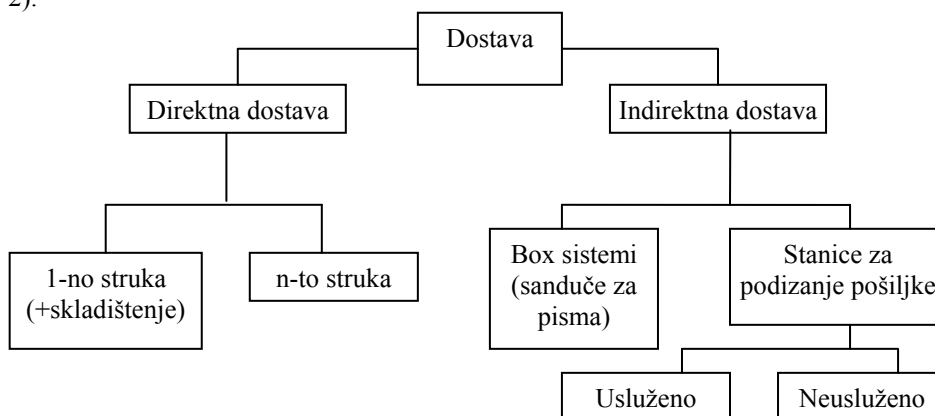 2).
Dostava
Direktna dostava
Indirektna dostava
1-no struka
(+skladištenje)
n-to struka
Box sistemi
(sanduče za
pisma)
Stanice za
podizanje pošiljke
Usluženo
Neusluženo